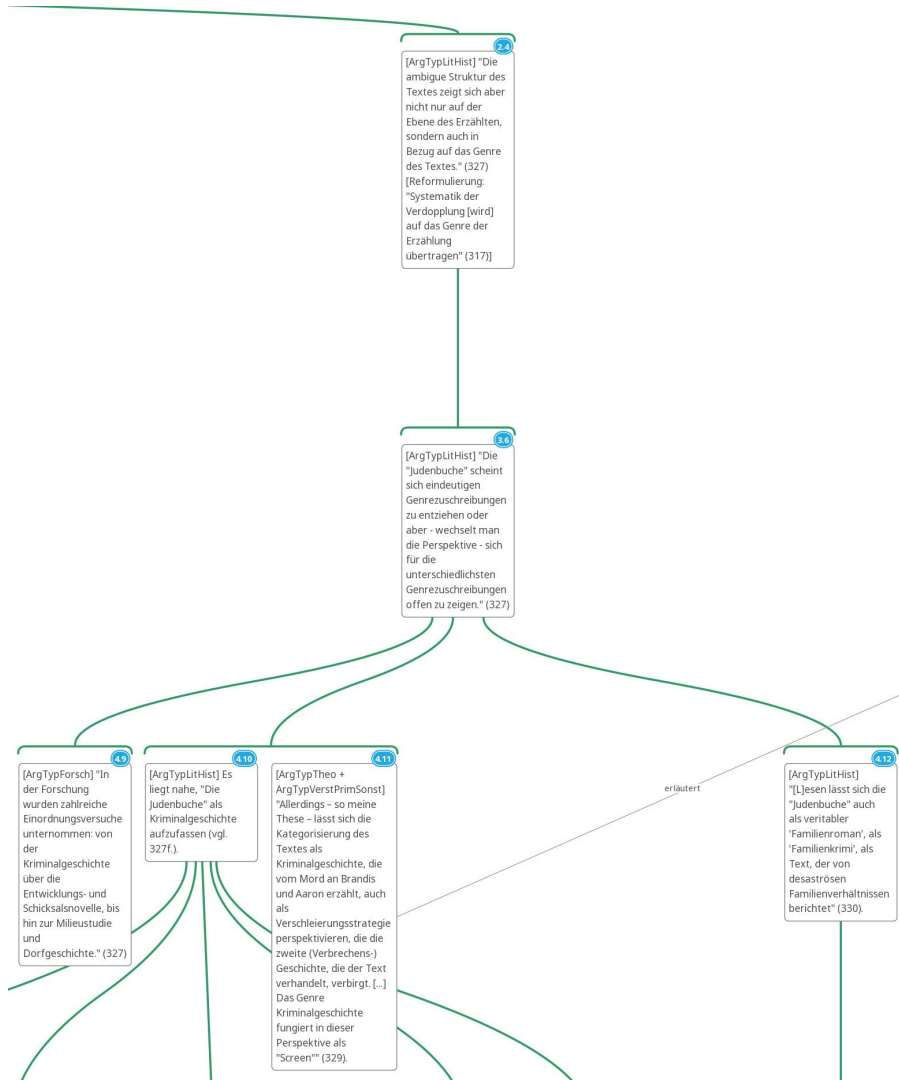 2.4
[ArgTypLitHist] "Die
ambigue Struktur des
Textes zeigt sich aber
nicht nur auf der
Ebene des Erzählten,
sondern auch in
Bezug auf das Genre
des Textes." (327)
[Reformulierung:
"Systematik der
Verdopplung [wird]
auf das Genre der
Erzählung
übertragen" (317)]
3.6
[ArgTypLitHist] "Die
"Judenbuche" scheint
sich eindeutigen
Genrezuschreibungen
zu entziehen oder
aber - wechselt man
die Perspektive - sich
für die
unterschiedlichsten
Genrezuschreibungen
offen zu zeigen." (327)
4.9
[ArgTypForsch] "In
der Forschung
wurden zahlreiche
Einordnungsversuche
unternommen: von
der
Kriminalgeschichte
über die
Entwicklungs- und
Schicksalsnovelle, bis
hin zur Milieustudie
und
Dorfgeschichte." (327)
4.10
[ArgTypLitHist] Es
liegt nahe, "Die
Judenbuche" als
Kriminalgeschichte
aufzufassen (vgl.
327f.).
4.11
[ArgTypTheo +
ArgTypVerstPrimSonst]
"Allerdings – so meine
These – lässt sich die
Kategorisierung des
Textes als
Kriminalgeschichte, die
vom Mord an Brandis
und Aaron erzählt, auch
als
Verschleierungsstrategie
perspektivieren, die die
zweite (Verbrechens-)
Geschichte, die der Text
verhandelt, verbirgt. [...]
Das Genre
Kriminalgeschichte
fungiert in dieser
Perspektive als
"Screen"" (329).
erläutert
4.12
[ArgTypLitHist]
"[L]esen lässt sich die
"Judenbuche" auch
als veritabler
'Familienroman', als
'Familienkrimi', als
Text, der von
desaströsen
Familienverhältnissen
berichtet" (330).